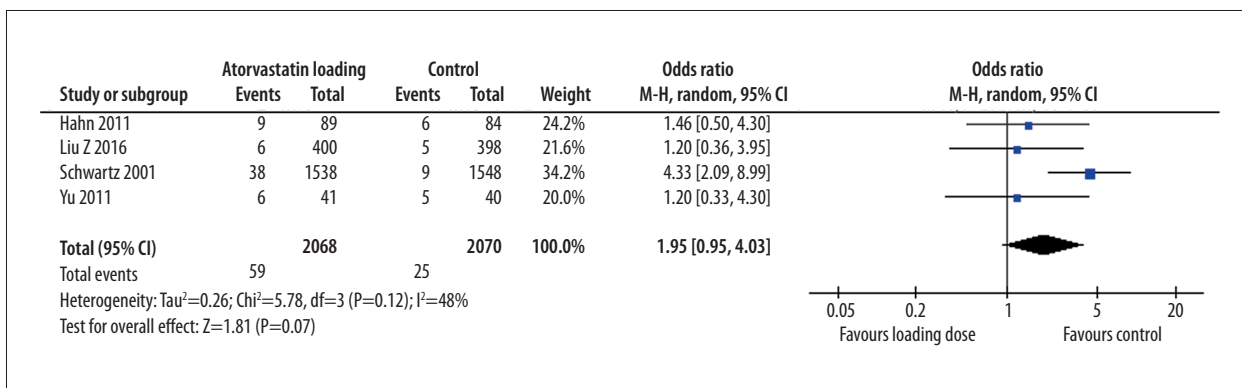 Atorvastatin loading Control Odds ratio Odds ratio
Study or subgroup Events Total Events Total Weight M-H, random, 95% CI M-H, random, 95% CI
Hahn 2011 9 89 6 84 24.2% 1.46 [0.50, 4.30]
Liu Z 2016 6 400 5 398 21.6% 1.20 [0.36, 3.95]
Schwartz 2001 38 1538 9 1548 34.2% 4.33 [2.09, 8.99]
Yu 2011 6 41 5 40 20.0% 1.20 [0.33, 4.30]
Total (95% CI) 2068 2070 100.0% 1.95 [0.95, 4.03]
Total events 59 25
Heterogeneity: Tau²=0.26; Chi²=5.78, df=3 (P=0.12); I²=48%
Test for overall effect: Z=1.81 (P=0.07)
0.05 0.2 1 5 20
Favours loading dose Favours control